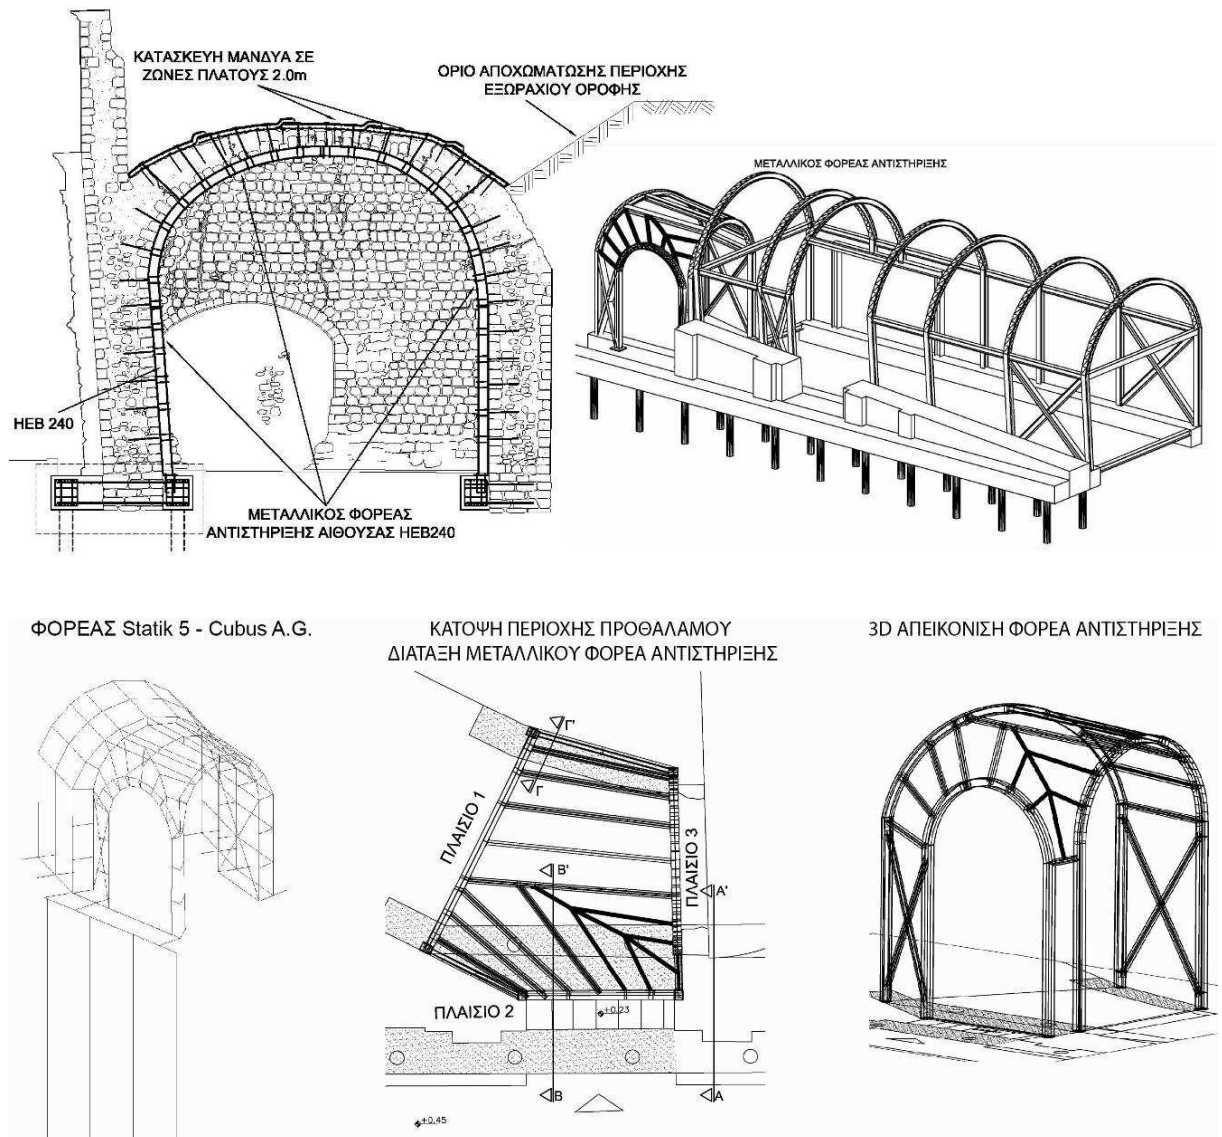 ΚΑΤΑΣΚΕΥΗ ΜΑΝΔΥΑ ΣΕ
ΖΩΝΕΣ ΠΛΑΤΟΥΣ 2.0m
ΟΡΙΟ ΑΠΟΧΩΜΑΤΩΣΗΣ ΠΕΡΙΟΧΗΣ
ΕΞΩΡΑΧΙΟΥ ΟΡΟΦΗΣ
ΜΕΤΑΛΛΙΚΟΣ ΦΟΡΕΑΣ ΑΝΤΙΣΤΗΡΙΞΗΣ
HEB 240
ΜΕΤΑΛΛΙΚΟΣ ΦΟΡΕΑΣ
ΑΝΤΙΣΤΗΡΙΞΗΣ ΑΙΘΟΥΣΑΣ HEB240
ΦΟΡΕΑΣ Statik 5 - Cubus A.G.
ΚΑΤΟΨΗ ΠΕΡΙΟΧΗΣ ΠΡΟΘΑΛΑΜΟΥ
ΔΙΑΤΑΞΗ ΜΕΤΑΛΛΙΚΟΥ ΦΟΡΕΑ ΑΝΤΙΣΤΗΡΙΞΗΣ
3D ΑΠΕΙΚΟΝΙΣΗ ΦΟΡΕΑ ΑΝΤΙΣΤΗΡΙΞΗΣ
Γ'
Γ
ΠΛΑΙΣΙΟ 1
ΠΛΑΙΣΙΟ 3
B'
A'
ΠΛΑΙΣΙΟ 2
+0.23
B
A
+0.45